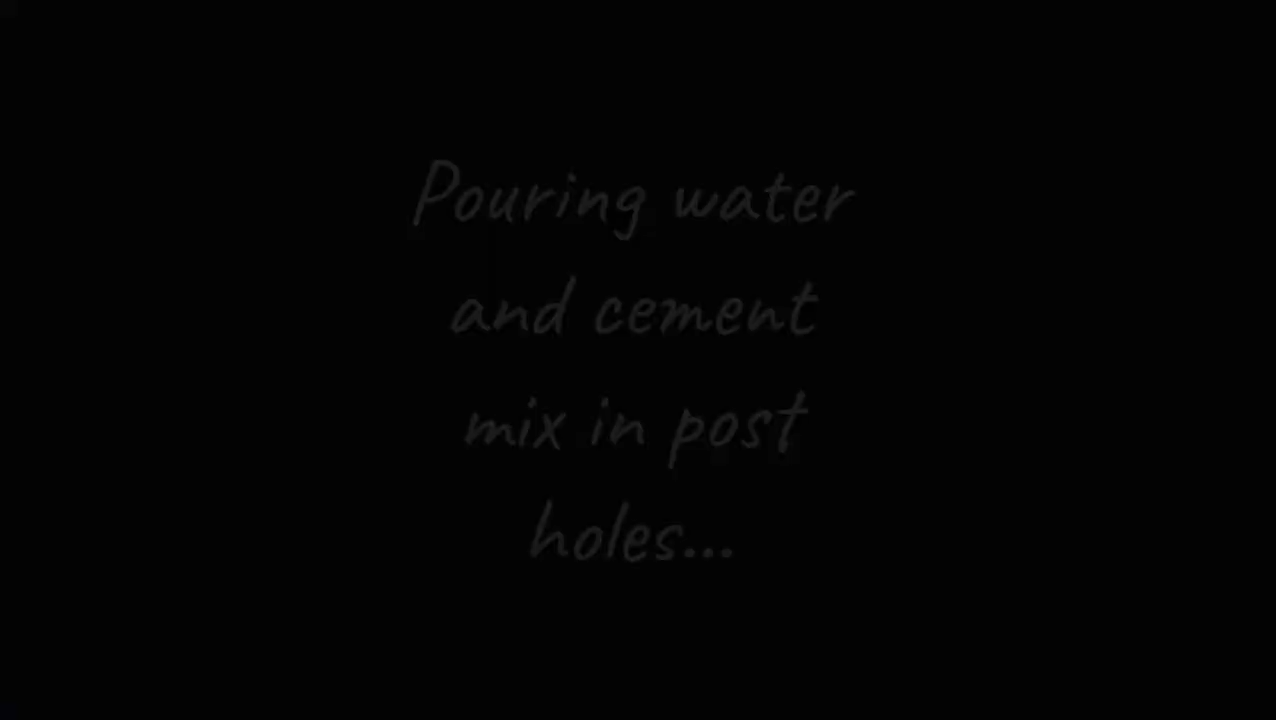 Pouring water
and cement
mix in post
holes...